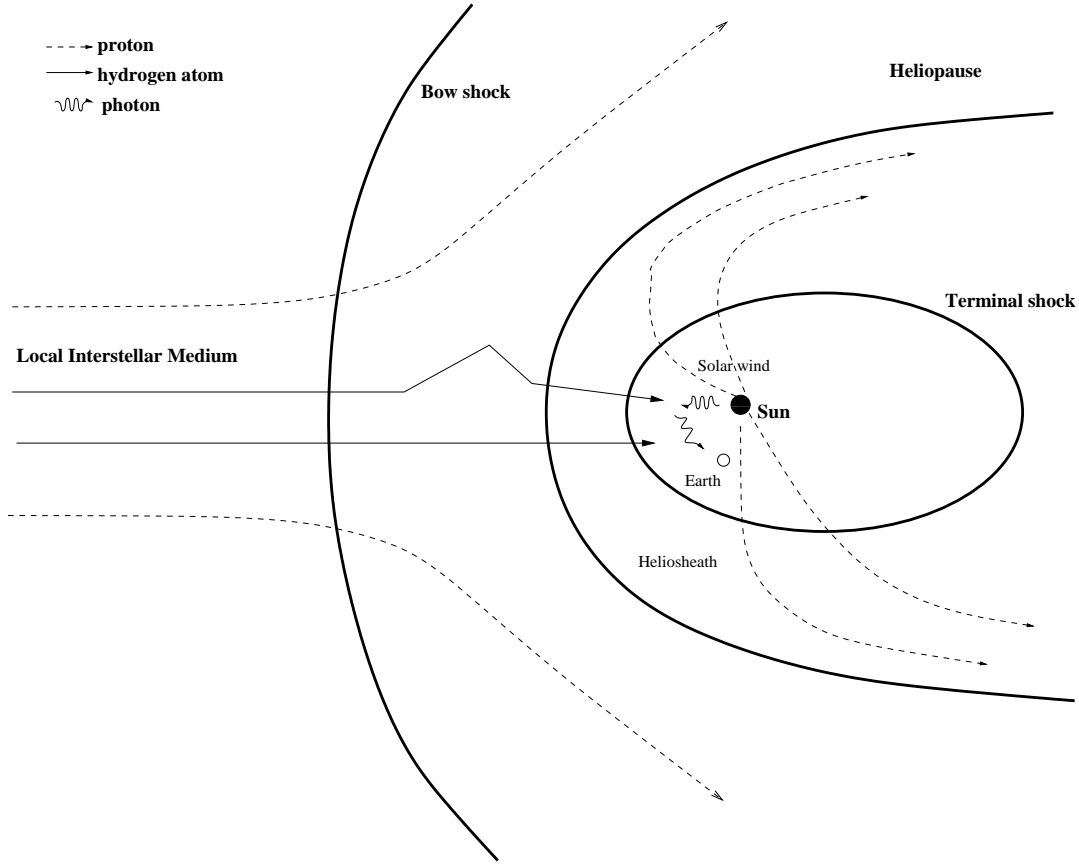 proton
hydrogen atom
photon
Bow shock
Heliopause
Terminal shock
Local Interstellar Medium
Solar wind
Sun
Earth
Heliosheath